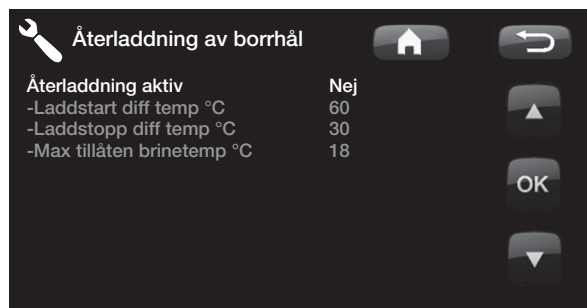 Återladdning av borrhål
Återladdning aktiv Nej
-Laddstart diff temp °C 60
-Laddstopp diff temp °C 30
-Max tillåten brinetemp °C 18
OK